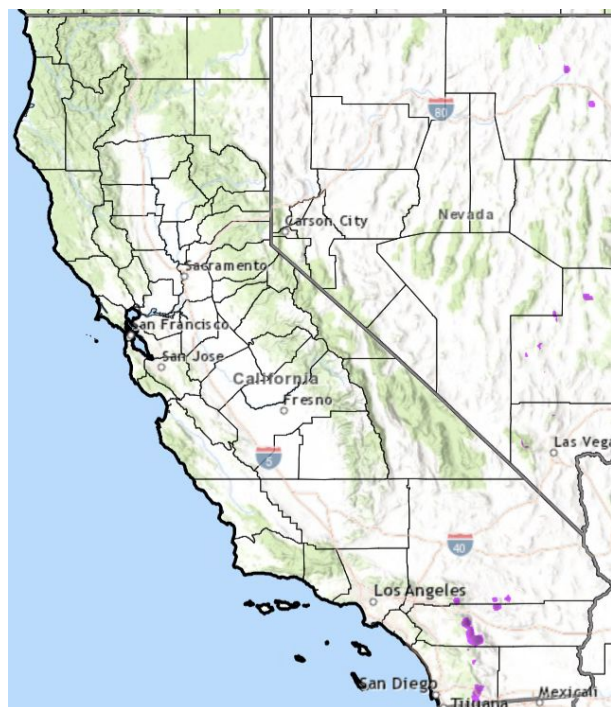 80
Carson City
Nevada
Sacramento
San Francisco
San Jose
California
Fresno
5
Las Vega
40
Los Angeles
San Diego
Mexicali
Tijuana